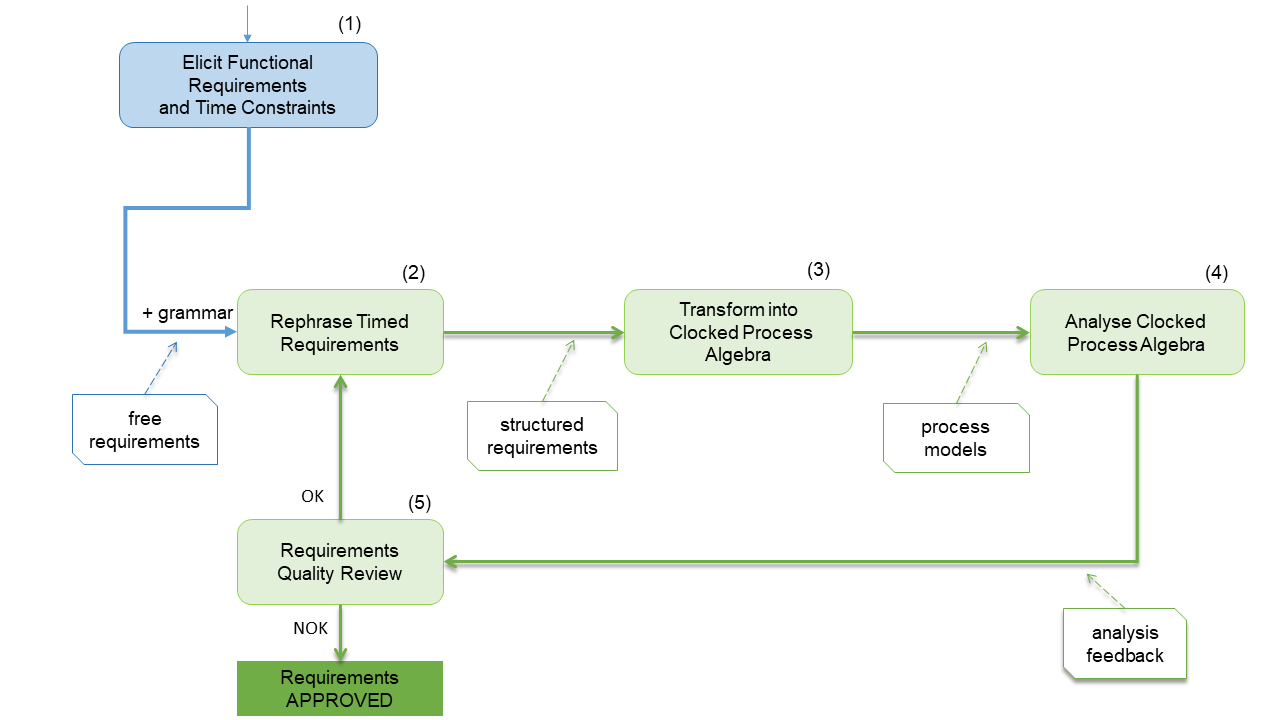 (1)
Elicit Functional
Requirements
and Time Constraints
(2)
(3)
(4)
+ grammar
Rephrase Timed
Requirements
Transform into
Clocked Process
Algebra
Analyse Clocked
Process Algebra
free
requirements
structured
requirements
process
models
OK
(5)
Requirements
Quality Review
NOK
analysis
feedback
Requirements
APPROVED